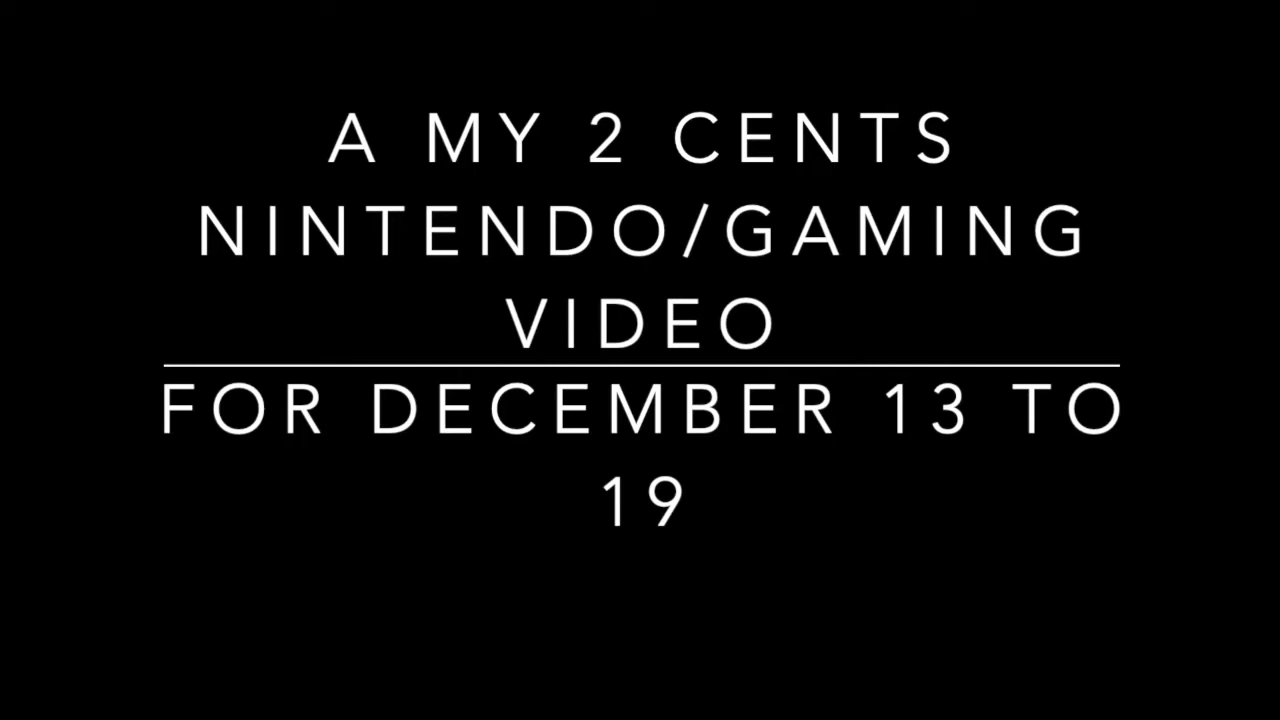 A MY 2 CENTS
NINTENDO/GAMING
VIDEO
FOR DECEMBER 13 TO
19